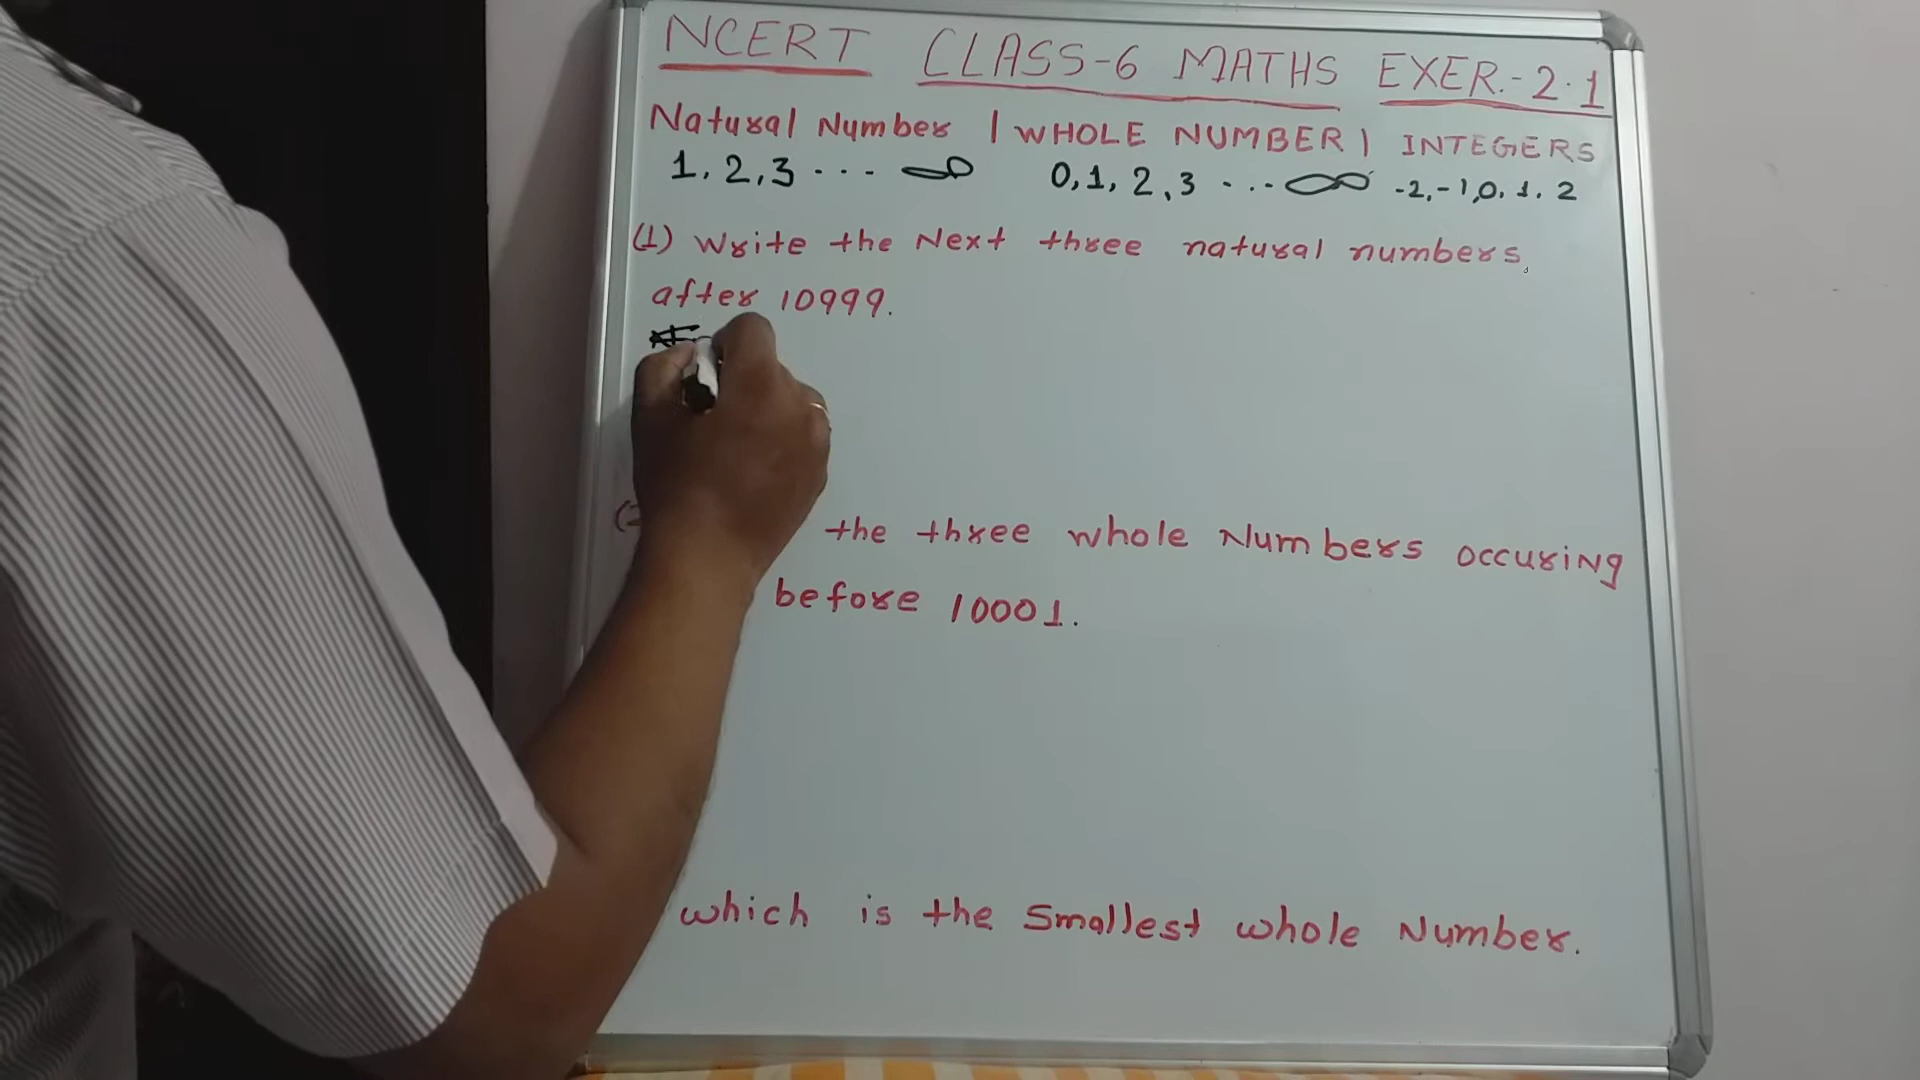 NCERT CLASS-6 MATHS EXER.-2.1
Natural Number | WHOLE NUMBER | INTEGERS
1, 2, 3 ... ∞ 0, 1, 2, 3 ... ∞ -2, -1, 0, 1, 2
(1) Write the Next three natural numbers,
after 10999.
the three whole Numbers occuring
before 10001.
which is the Smallest whole Number.